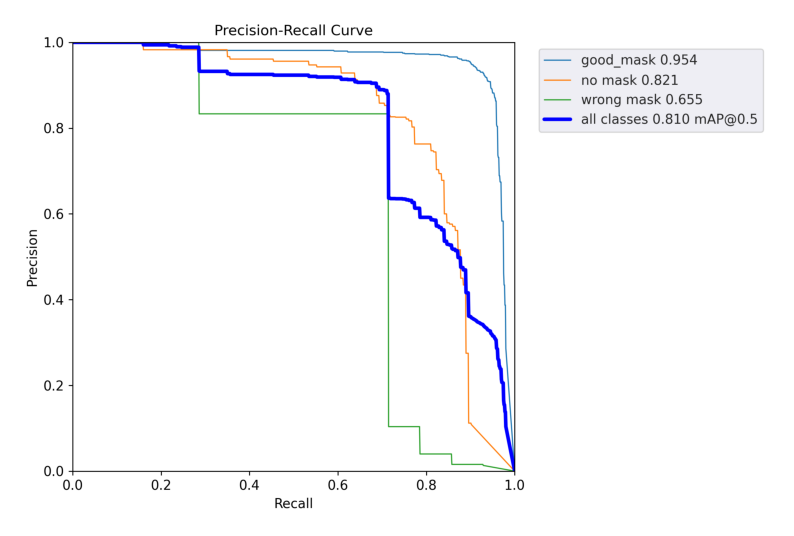 Precision-Recall Curve
1.0
0.8
0.6
0.4
0.2
0.0
Precision
0.0 0.2 0.4 0.6 0.8 1.0
Recall
good_mask 0.954
no mask 0.821
wrong mask 0.655
all classes 0.810 mAP@0.5